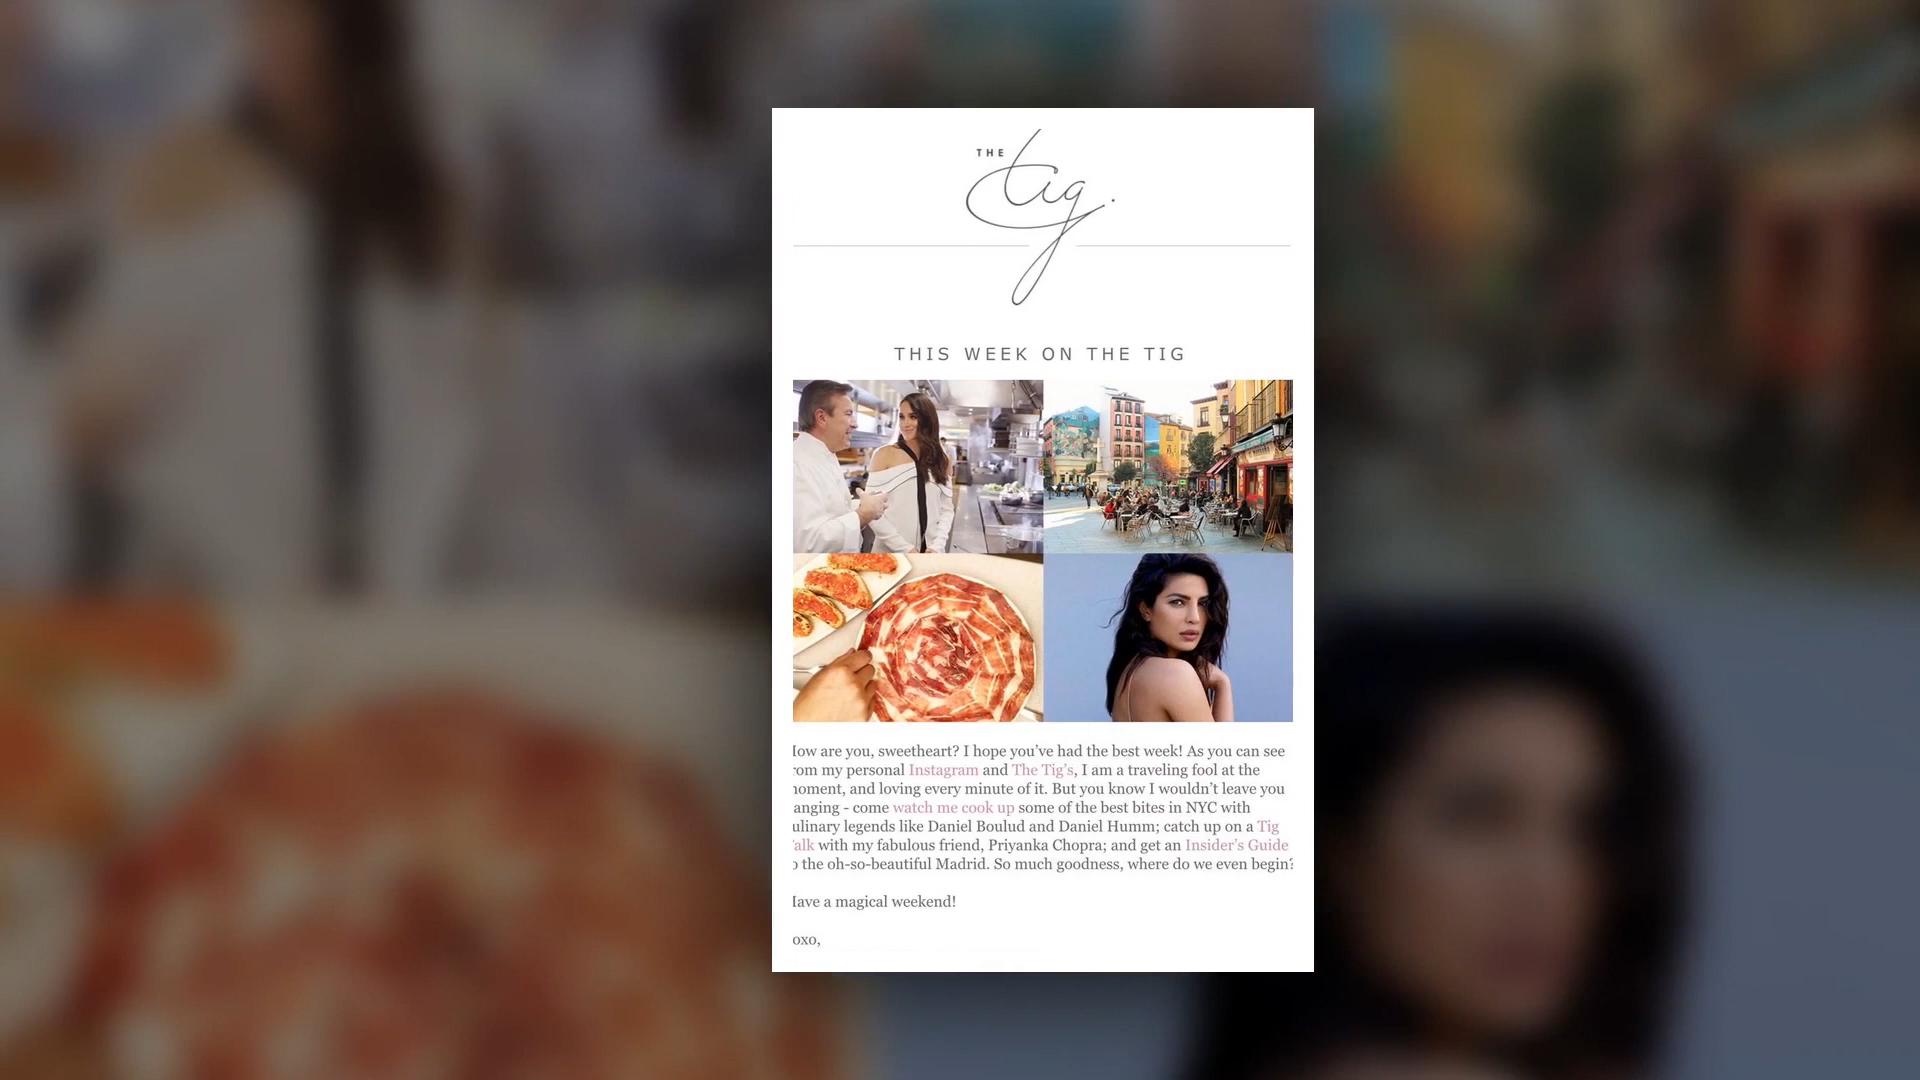 THE
tig.
THIS WEEK ON THE TIG
low are you, sweetheart? I hope you've had the best week! As you can see
rom my personal Instagram and The Tig's, I am a traveling fool at the
noment, and loving every minute of it. But you know I wouldn't leave you
anging - come watch me cook up some of the best bites in NYC with
ulinary legends like Daniel Boulud and Daniel Humm; catch up on a Tig
alk with my fabulous friend, Priyanka Chopra; and get an Insider's Guide
o the oh-so-beautiful Madrid. So much goodness, where do we even begin?
ave a magical weekend!
oxo,